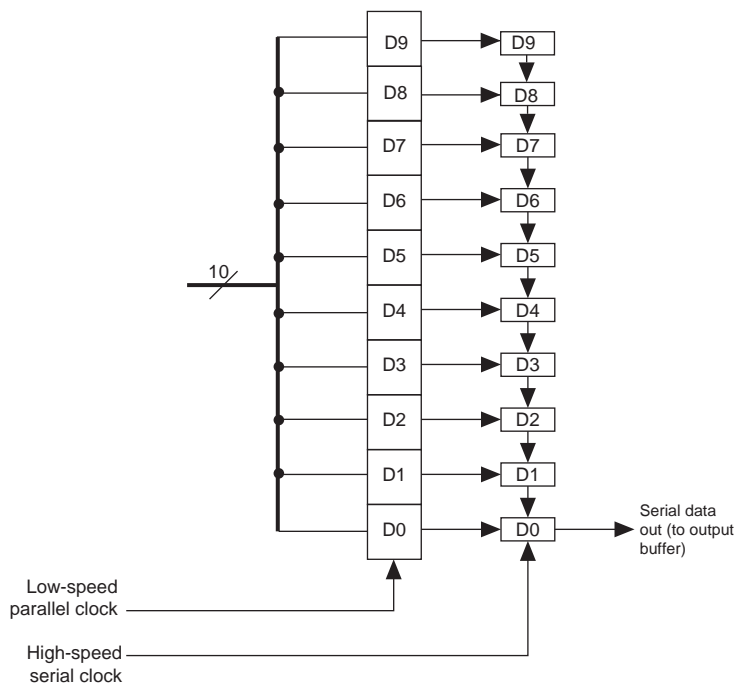 D9 D9
D8 D8
D7 D7
D6 D6
D5 D5
10
D4 D4
D3 D3
D2 D2
D1 D1
D0 D0
Serial data
out (to output
buffer)
Low-speed
parallel clock
High-speed
serial clock